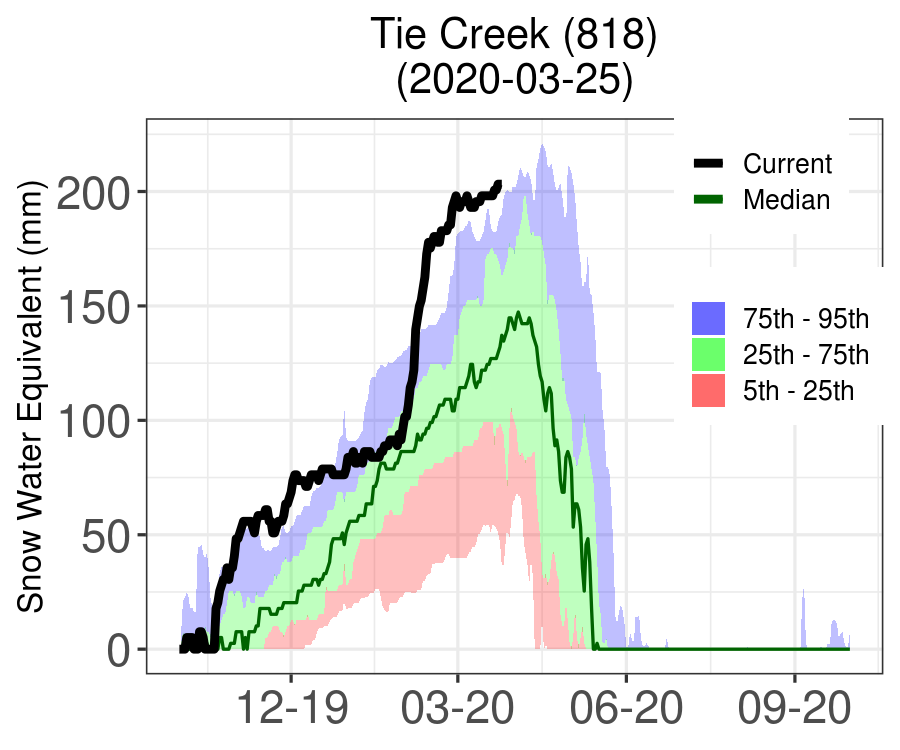 Tie Creek (818)
(2020-03-25)
Snow Water Equivalent (mm)
200
150
100
50
0
12-19
03-20
06-20
09-20
Current
Median
75th - 95th
25th - 75th
5th - 25th